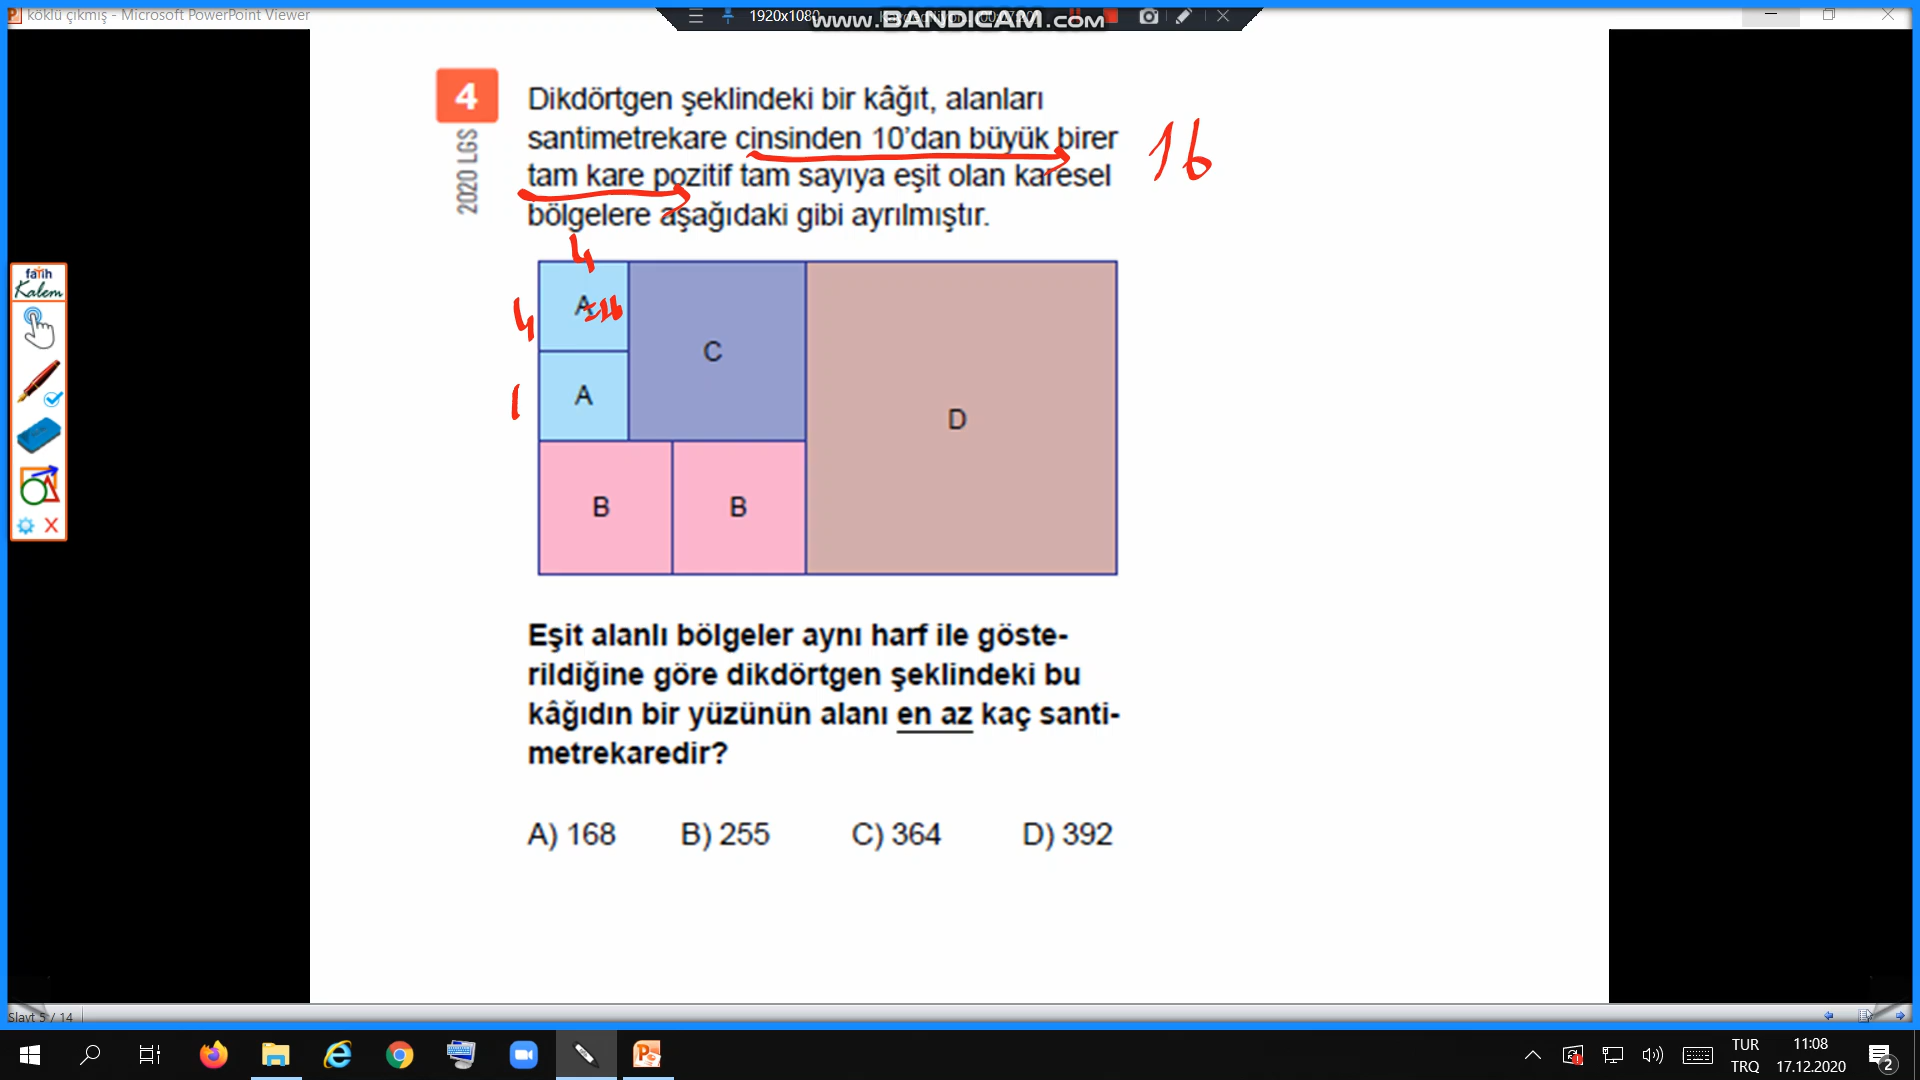 köklü çıkmış - Microsoft PowerPoint Viewer
1920x1080
www.BANDICAM.com
4
2020 LGS
Dikdörtgen şeklindeki bir kâğıt, alanları
santimetrekare cinsinden 10'dan büyük birer
tam kare pozitif tam sayıya eşit olan karesel
bölgelere aşağıdaki gibi ayrılmıştır.
16
fatih
Kalem
4
4
A=16
C
D
1
A
B
B
Eşit alanlı bölgeler aynı harf ile göste-
rildiğine göre dikdörtgen şeklindeki bu
kâğıdın bir yüzünün alanı en az kaç santi-
metrekaredir?
A) 168 B) 255 C) 364 D) 392
Slayt 5 / 14
TUR
TRQ
11:08
17.12.2020
2